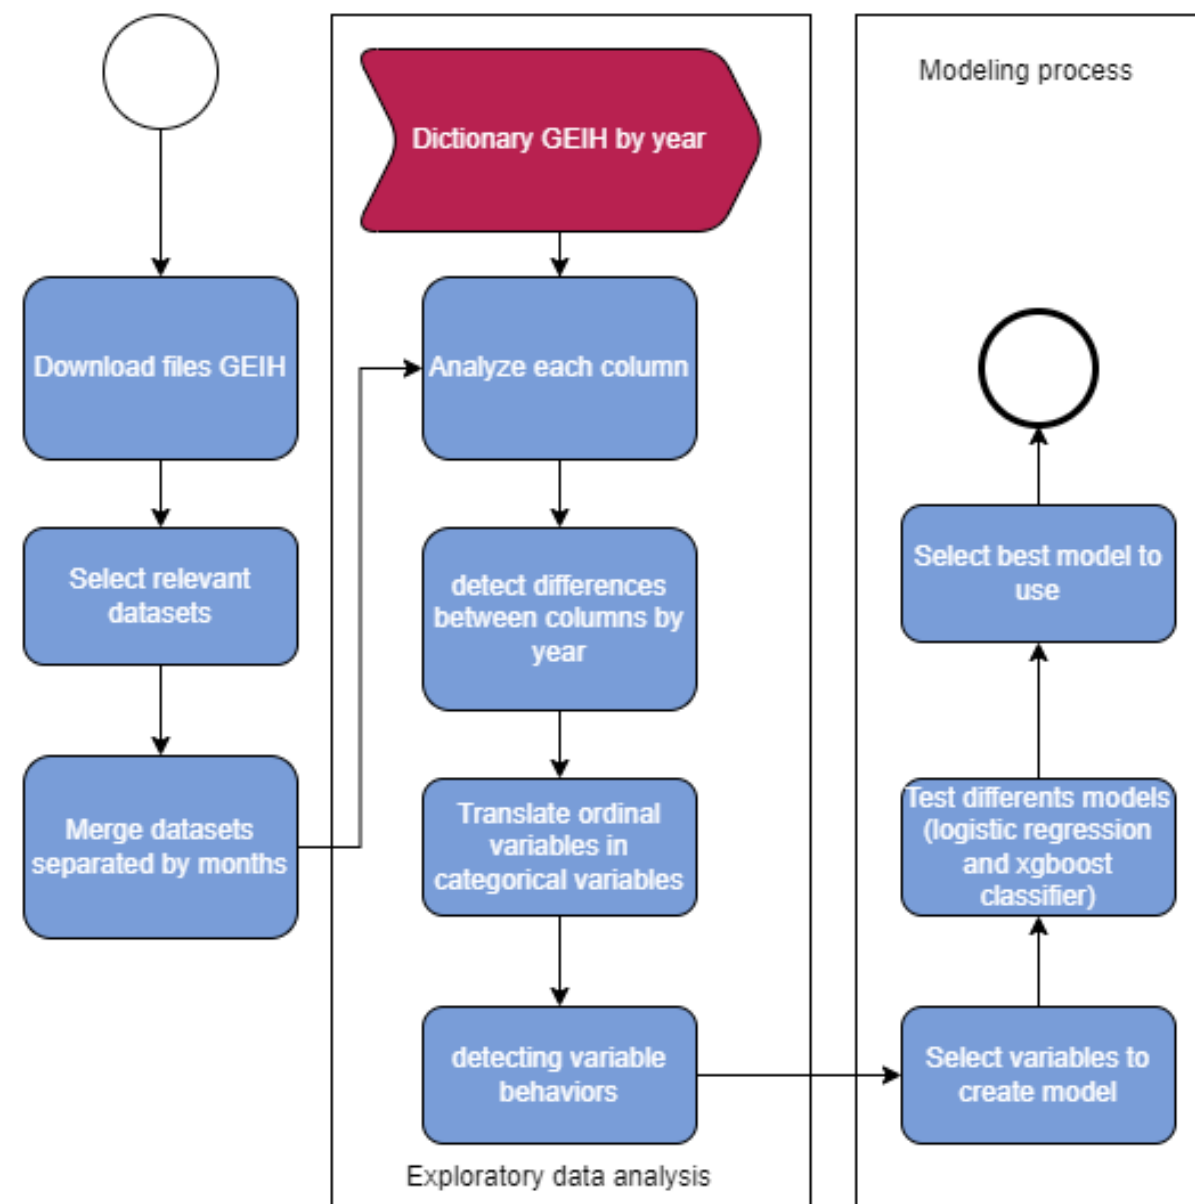 Download files GEIH
Select relevant
datasets
Merge datasets
separated by months
Dictionary GEIH by year
Analyze each column
detect differences
between columns by
year
Translate ordinal
variables in
categorical variables
detecting variable
behaviors
Exploratory data analysis
Modeling process
Select best model to
use
Test differents models
(logistic regression
and xgboost
classifier)
Select variables to
create model